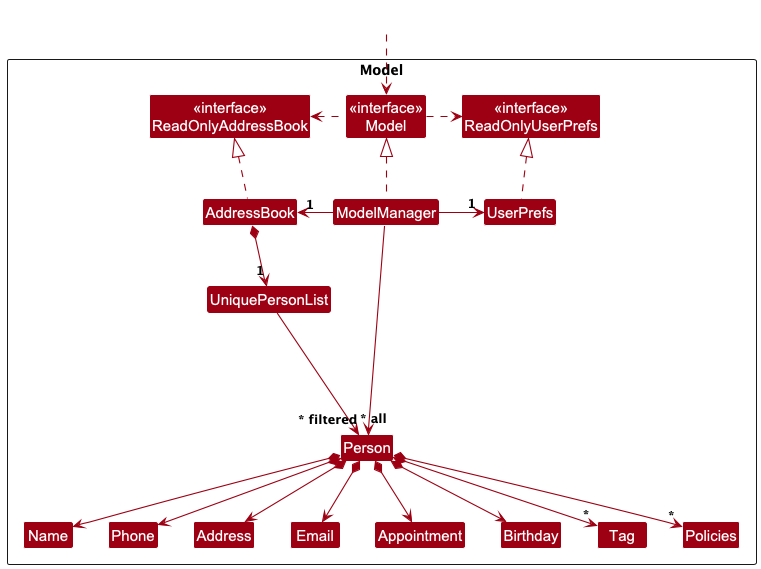 Model
«interface»
ReadOnlyAddressBook
«interface»
Model
«interface»
ReadOnlyUserPrefs
AddressBook
1
ModelManager
1
UserPrefs
1
UniquePersonList
* filtered
* all
Person
*
*
Name
Phone
Address
Email
Appointment
Birthday
Tag
Policies